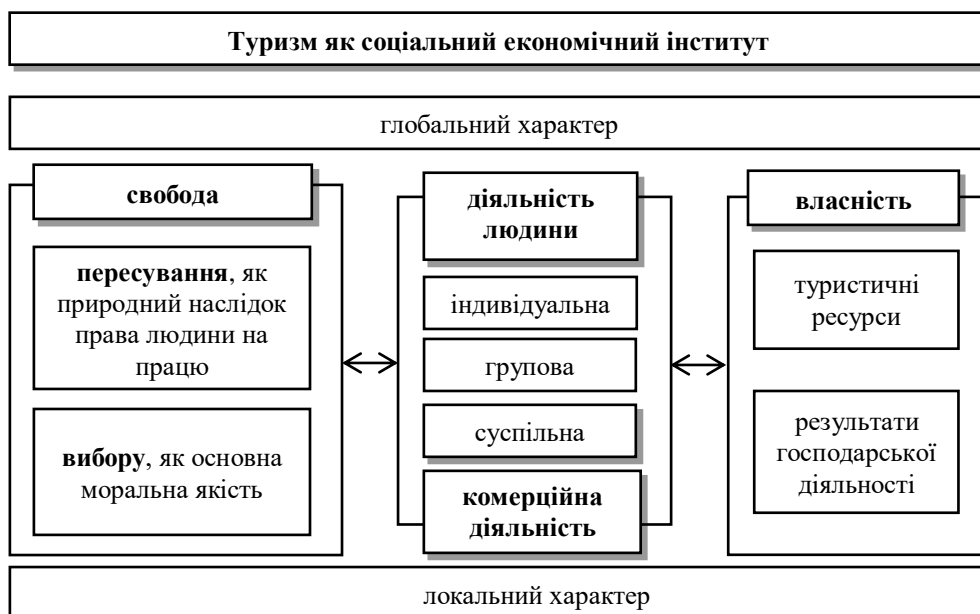 Туризм як соціальний економічний інститут
глобальний характер
свобода
пересування, як
природний наслідок
права людини на
працю
вибору, як основна
моральна якість
діяльність
людини
індивідуальна
групова
суспільна
комерційна
діяльність
власність
туристичні
ресурси
результати
господарської
діяльності
локальний характер